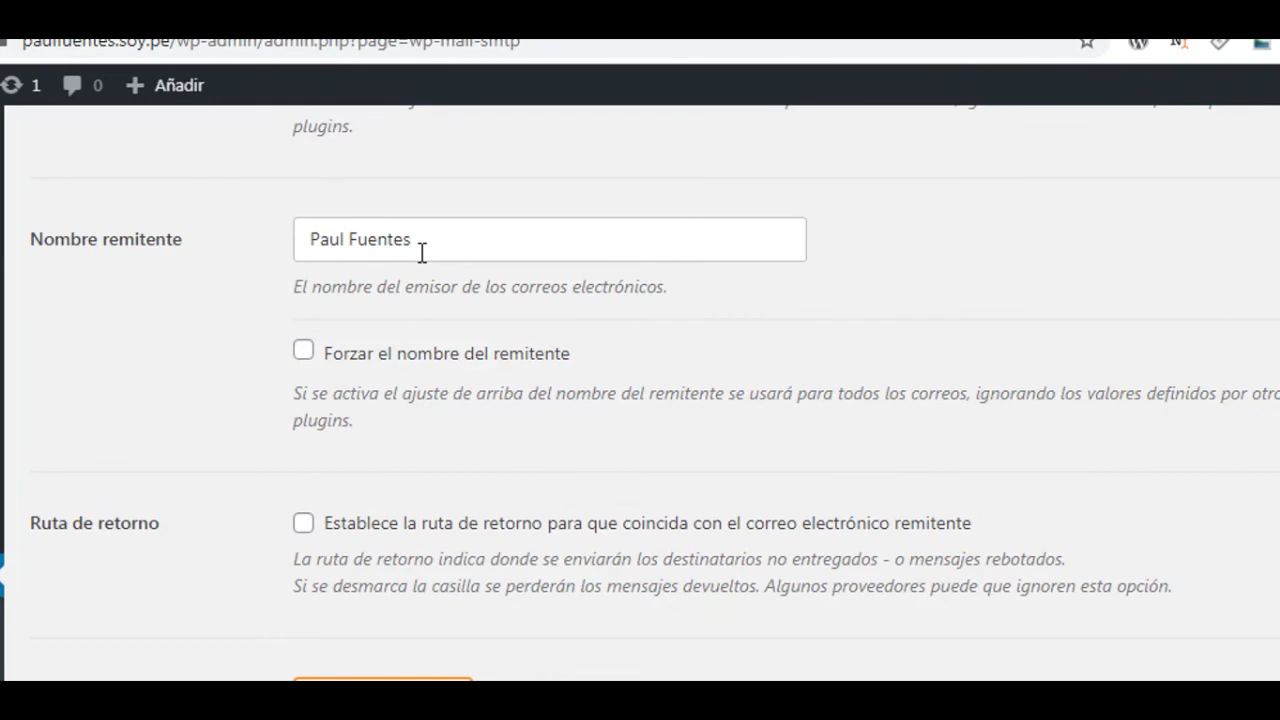 paulfuentes.soy.pe/wp-admin/admin.php?page=wp-mail-smtp
1 0 + Añadir
plugins.
Nombre remitente
Paul Fuentes
El nombre del emisor de los correos electrónicos.
Forzar el nombre del remitente
Si se activa el ajuste de arriba del nombre del remitente se usará para todos los correos, ignorando los valores definidos por otro
plugins.
Ruta de retorno
Establece la ruta de retorno para que coincida con el correo electrónico remitente
La ruta de retorno indica donde se enviarán los destinatarios no entregados - o mensajes rebotados.
Si se desmarca la casilla se perderán los mensajes devueltos. Algunos proveedores puede que ignoren esta opción.